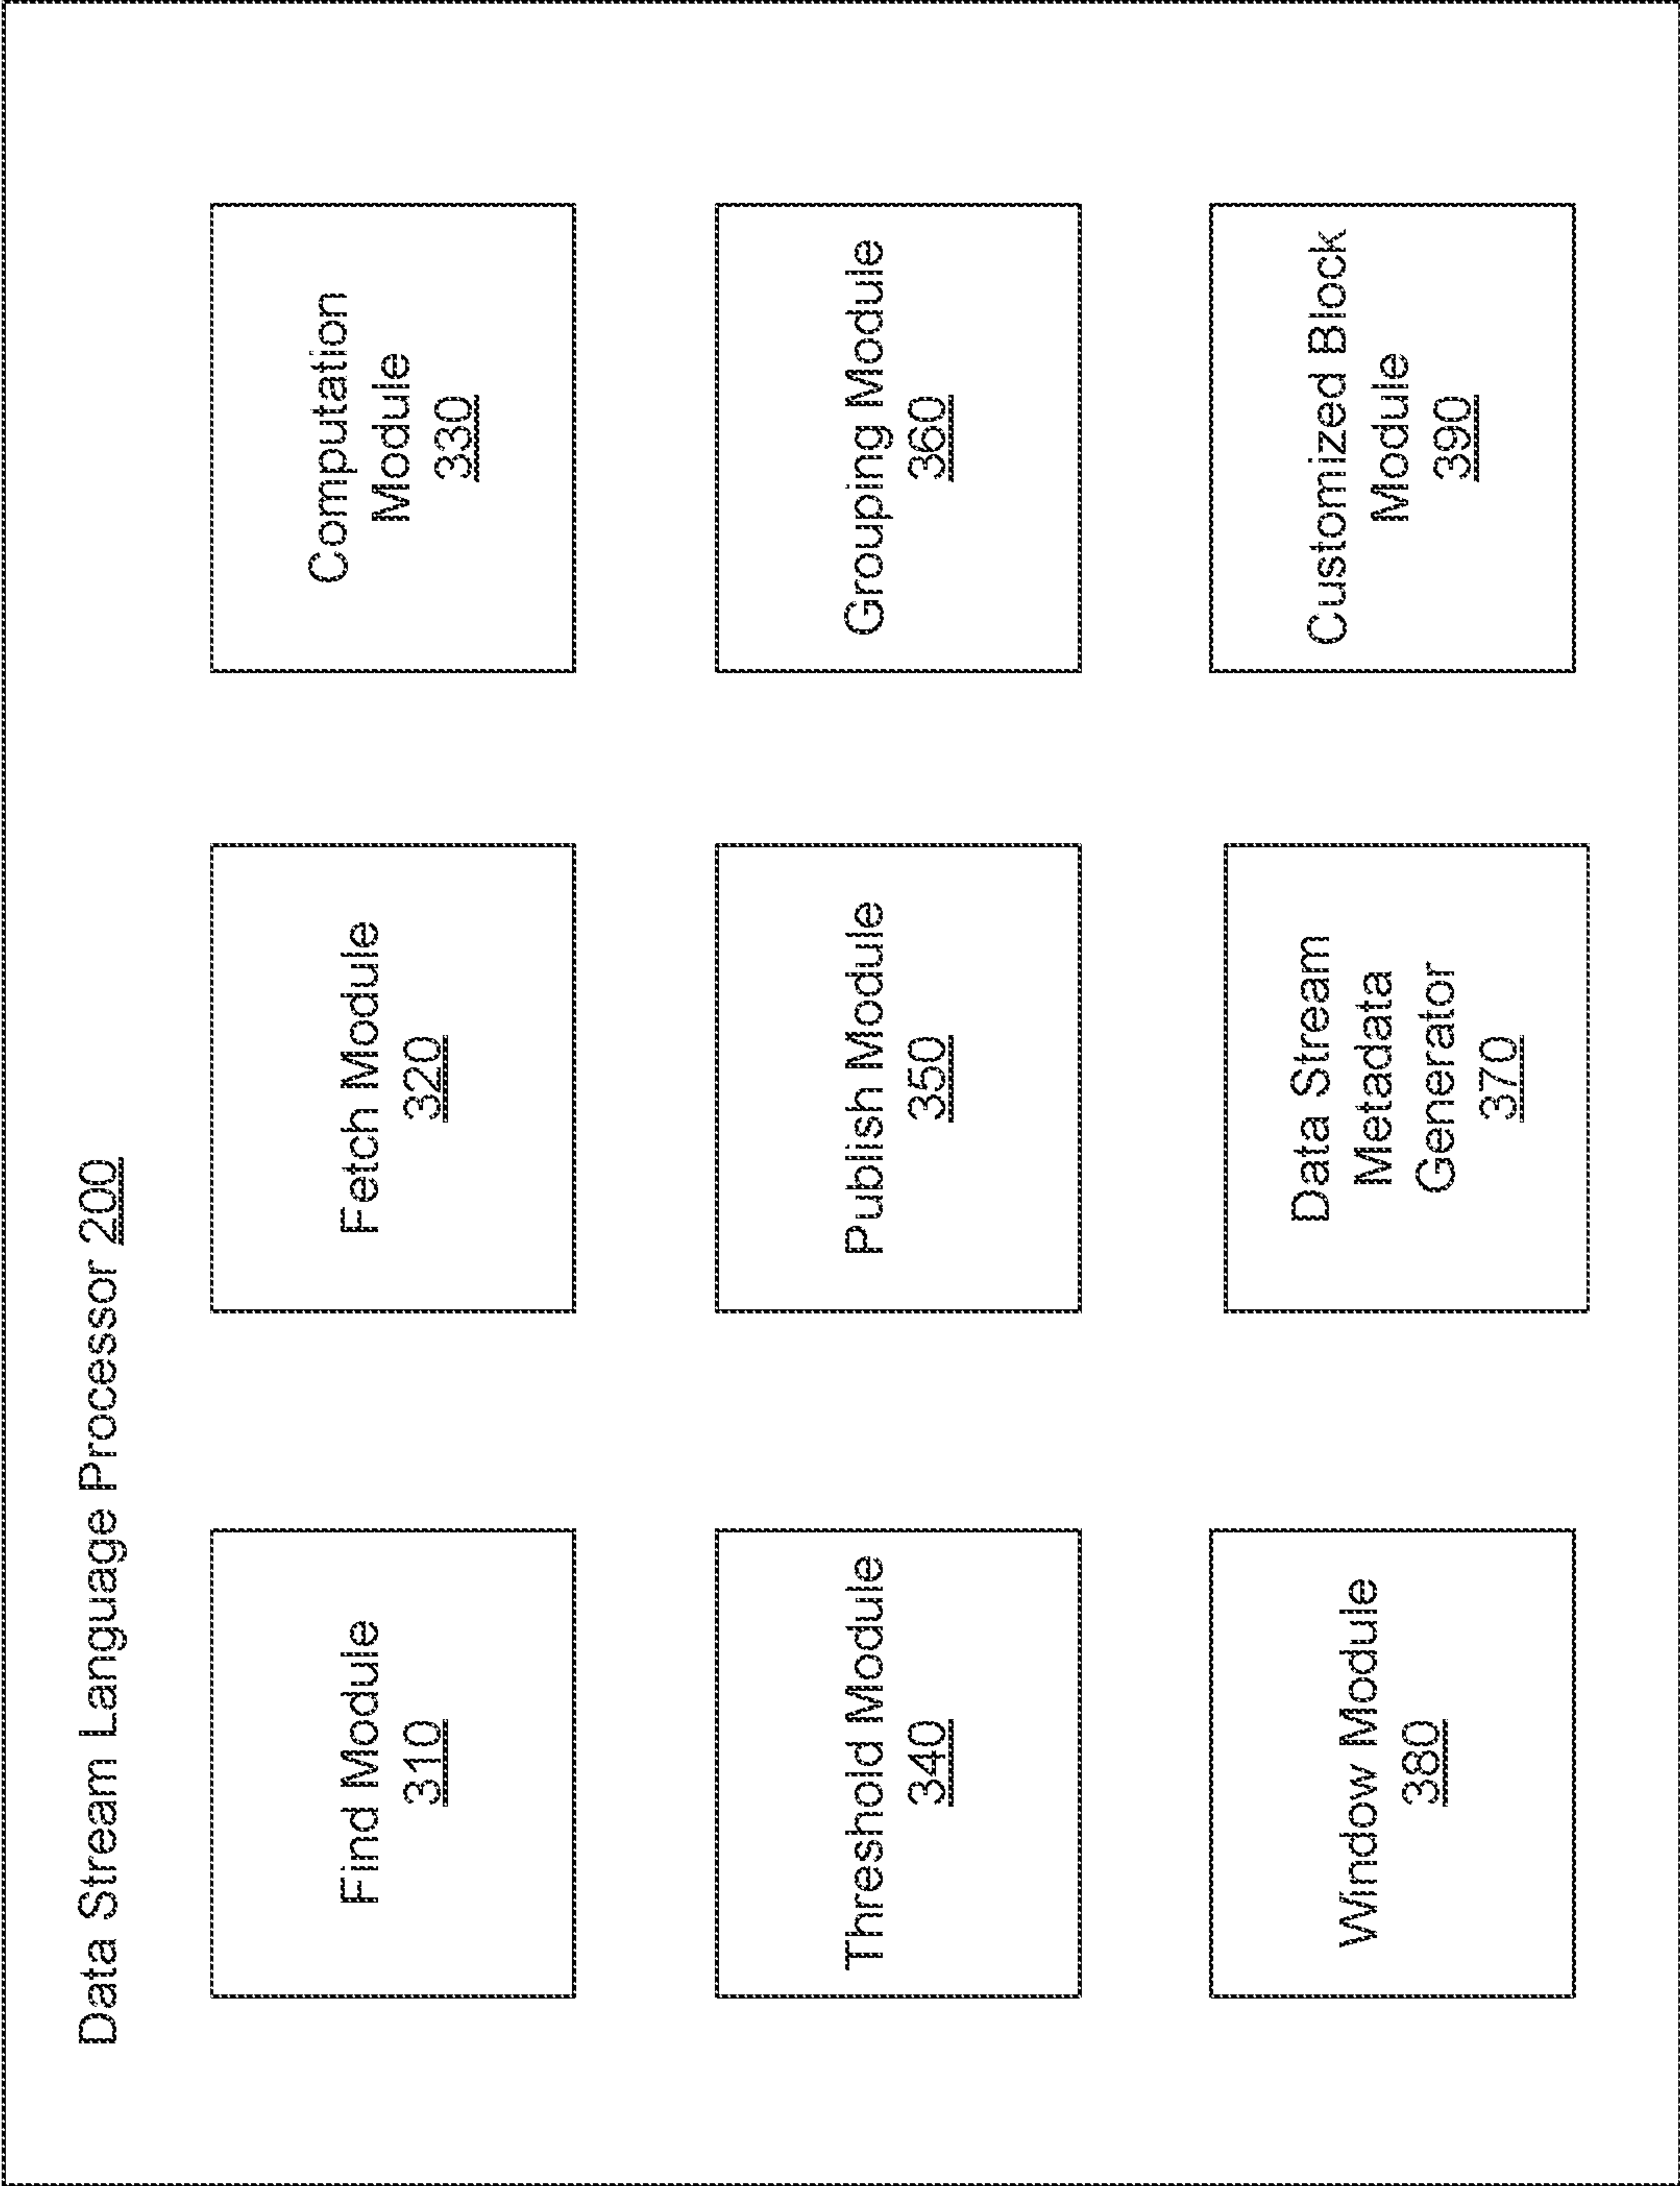 Data Stream Language Processor 200
Find Module
310
Fetch Module
320
Computation
Module
330
Threshold Module
340
Publish Module
350
Grouping Module
360
Window Module
380
Data Stream
Metadata
Generator
370
Customized Block
Module
390